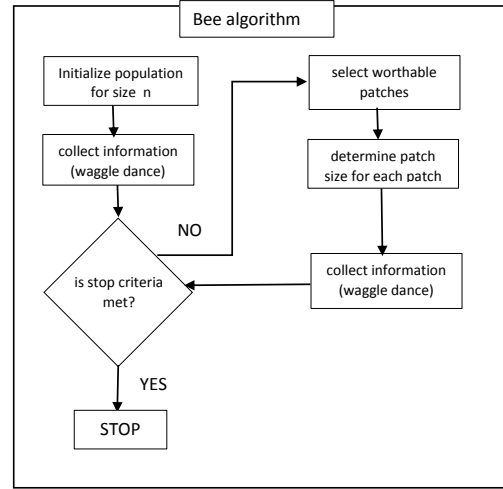 Bee algorithm
Initialize population
for size n
collect information
(waggle dance)
is stop criteria
met?
NO
YES
STOP
select worthable
patches
determine patch
size for each patch
collect information
(waggle dance)